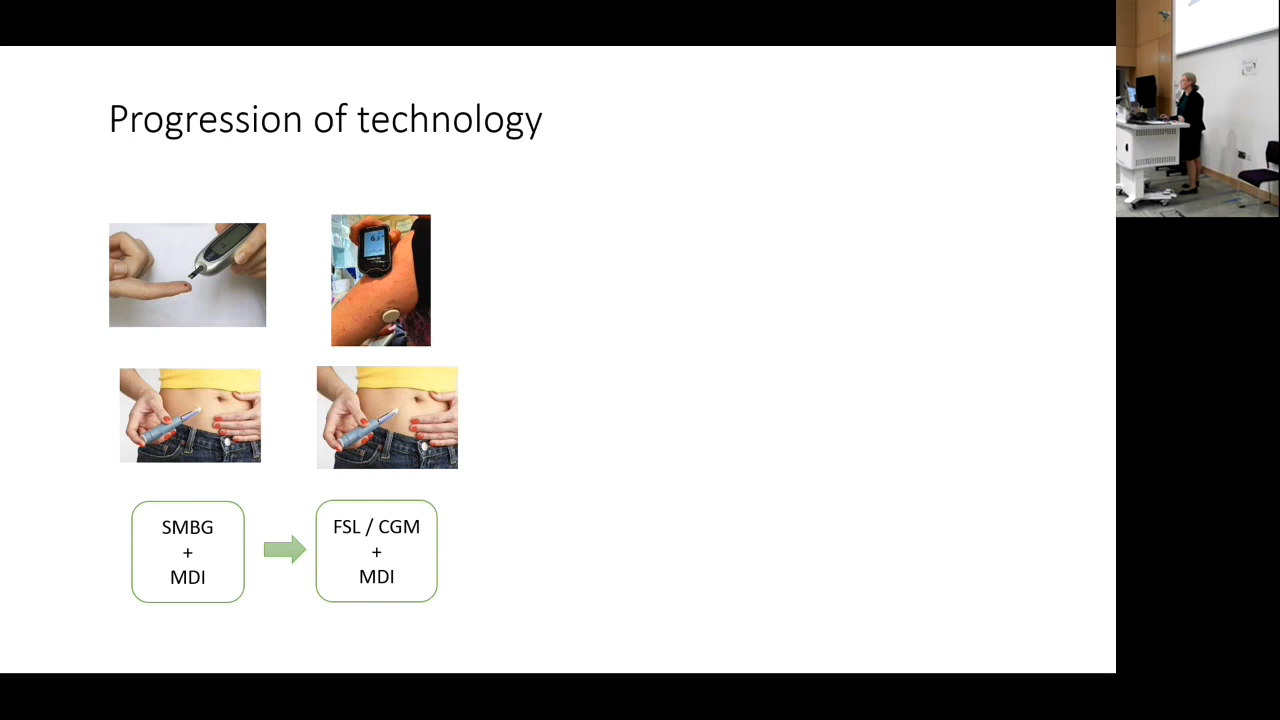 Progression of technology
SMBG
+
MDI
FSL / CGM
+
MDI